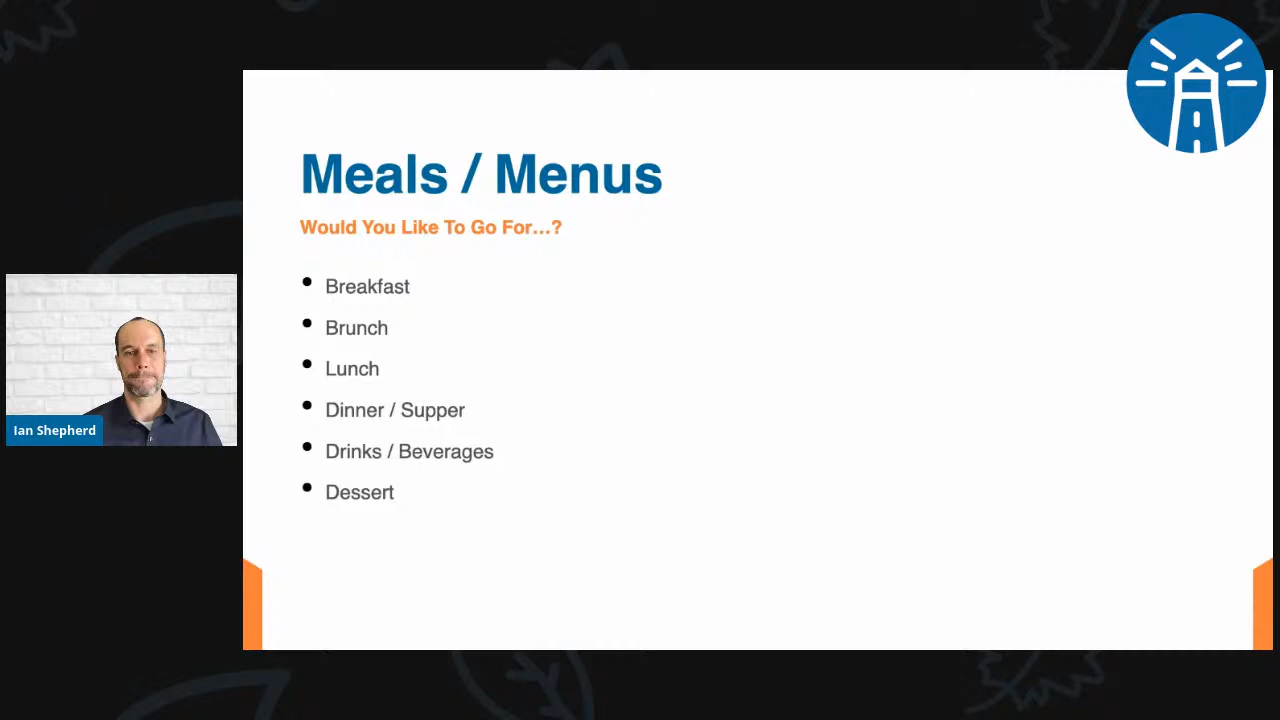 Meals / Menus
Would You Like To Go For...?
Breakfast
Brunch
Lunch
Dinner / Supper
Drinks / Beverages
Dessert
Ian Shepherd